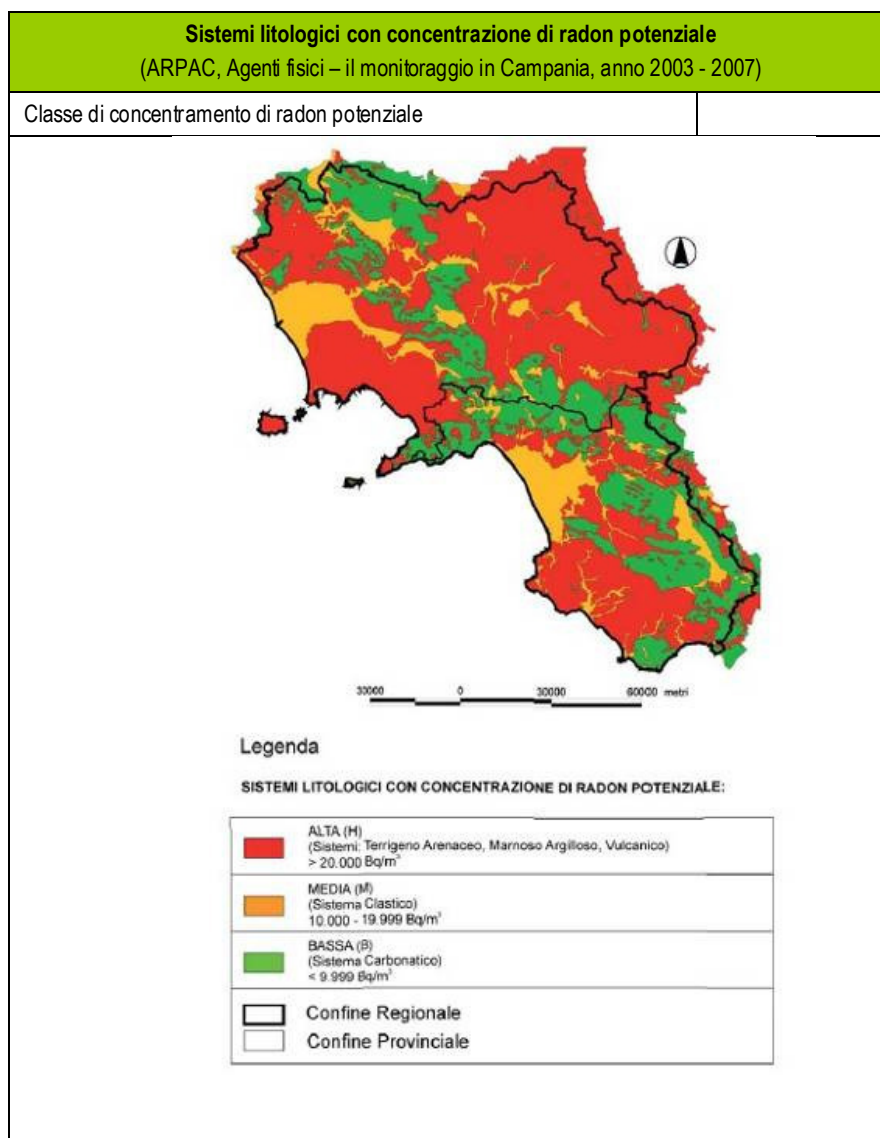 Sistemi litologici con concentrazione di radon potenziale
(ARPAC, Agenti fisici – il monitoraggio in Campania, anno 2003 - 2007)
Classe di concentramento di radon potenziale
30000 0 30000 60000 metri
Legenda
SISTEMI LITOLOGICI CON CONCENTRAZIONE DI RADON POTENZIALE:
ALTA (H)
(Sistemi: Terrigeno Arenaceo, Marnoso Argilloso, Vulcanico)
> 20.000 Bq/m³
MEDIA (M)
(Sistema Clastico)
10.000 - 19.999 Bq/m³
BASSA (B)
(Sistema Carbonatico)
< 9.999 Bq/m³
Confine Regionale
Confine Provinciale